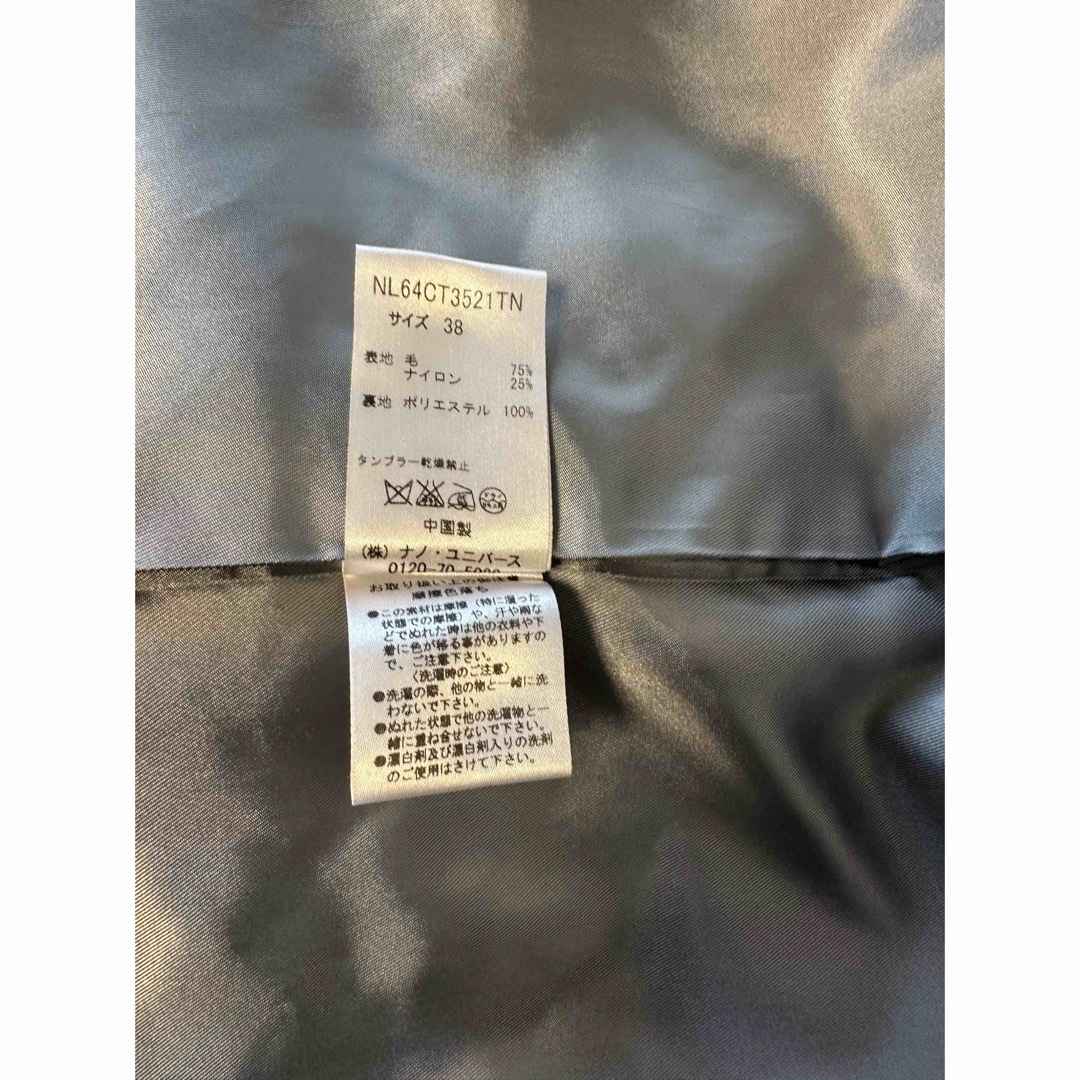 NL64CT3521TN
サイズ 38
表地 毛 75%
ナイロン 25%
裏地 ポリエステル 100%
タンブラー乾燥禁止
中国製
(株) ナノ・ユニバース
0120-70-
お取り扱い上の
摩擦色落ち
●この素材は摩擦(特に湿った
状態での摩擦)や、汗や雨な
どでぬれた時は他の衣料や下
着に色が移る事がありますの
で、ご注意下さい。
〈洗濯時のご注意〉
●洗濯の際、他の物と一緒に洗
わないで下さい。
●ぬれた状態で他の洗濯物と一
緒に重ね合せないで下さい。
●漂白剤及び漂白剤入りの洗剤
のご使用はさけて下さい。